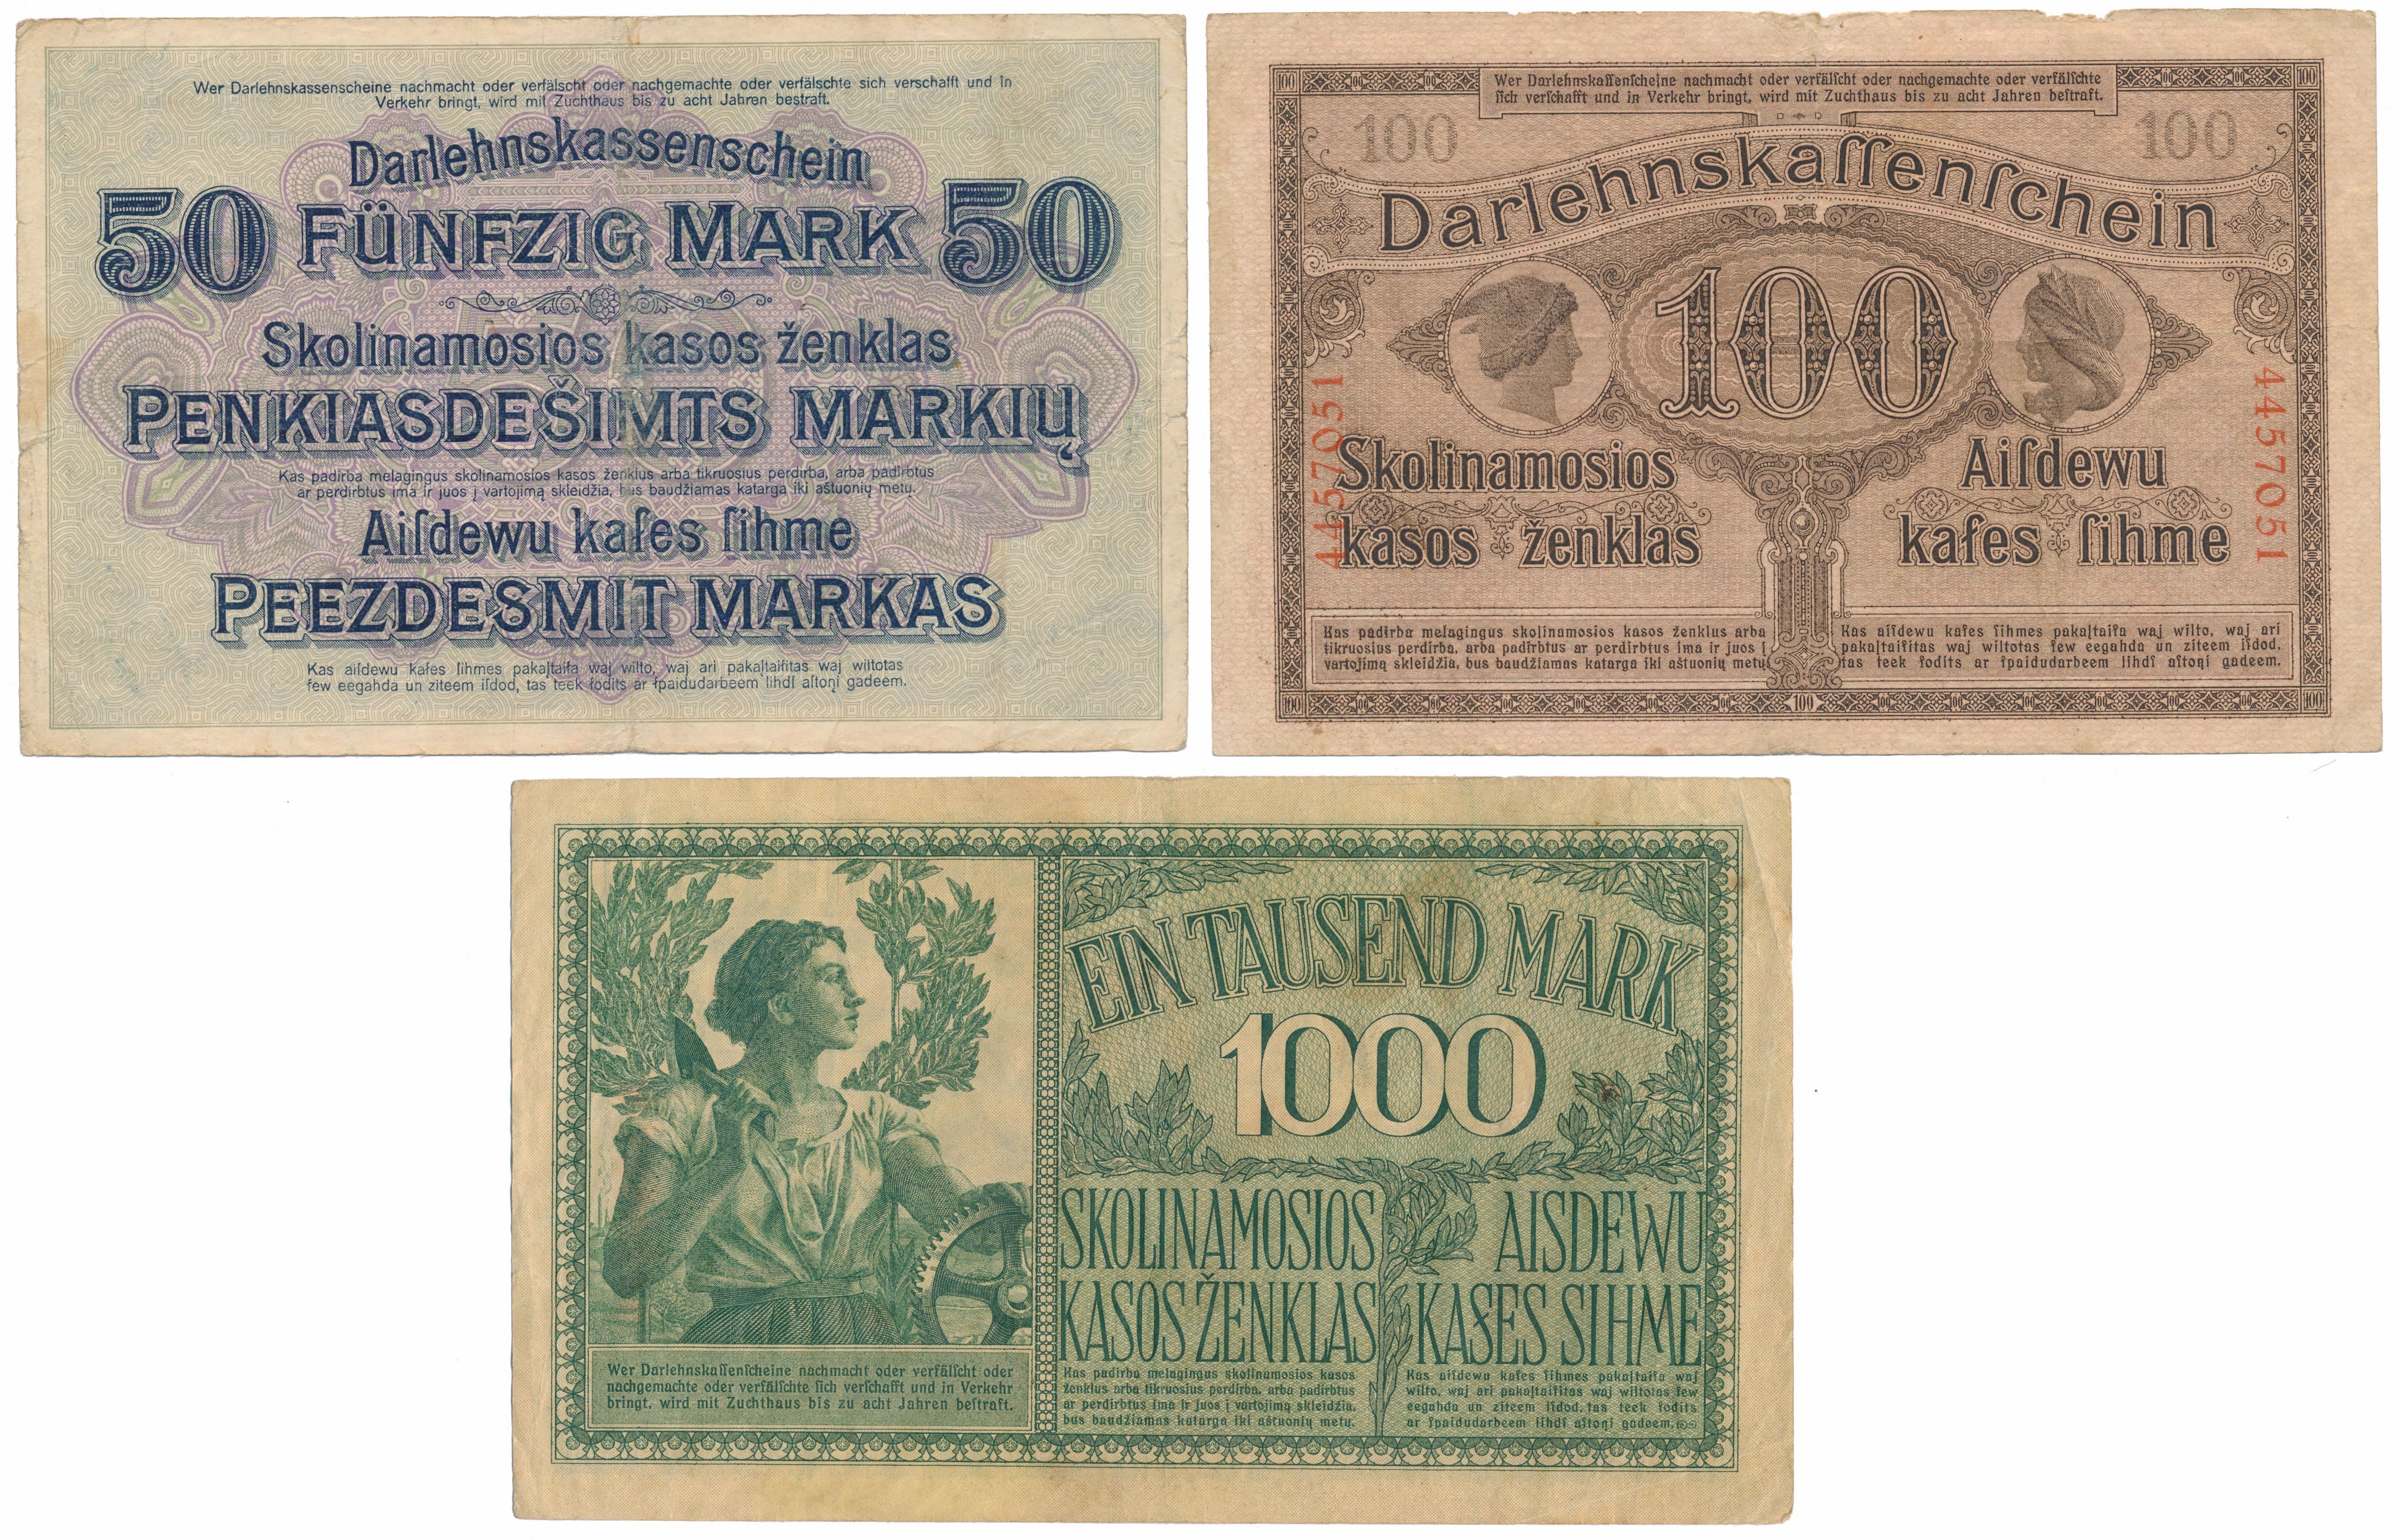 Wer Darlehnskassenscheine nachmacht oder verfälscht oder nachgemachte oder verfälschte sich verschafft und in
Verkehr bringt, wird mit Zuchthaus bis zu acht Jahren bestraft.
Darlehnskassenschein
50 FÜNFZIG MARK 50
Skolinamosios kasos ženklas
PENKIASDEŠIMTS MARKIŲ
Kas padirba melagingus skolinamosios kasos ženklus arba tikruosius perdirba, arba padirbtus
ar perdirbtus ima ir juos į vartojimą skleidžia, bus baudžiamas katarga iki aštuonių metų.
Aiſdewu kaſes ſihme
PEEZDESMIT MARKAS
Kas aiſdewu kaſes ſihmes pakaļtaiſa waj wilto, waj ari pakaļtaiſitas waj wiltotas
ſew eegahda un ziteem iſdod, tas teek ſodits ar ſpaidudarbeem lihdſ aſtoņi gadeem.
100 100
Wer Darlehnskaſſenſcheine nachmacht oder verfälſcht oder nachgemachte oder verfälſchte
ſich verſchafft und in Verkehr bringt, wird mit Zuchthaus bis zu acht Jahren beſtraft.
100 100
Darlehnskaſſenſchein
100
4457051
4457051
Skolinamosios
kasos ženklas
Aiſdewu
kaſes ſihme
Kas padirba melagingus skolinamosios kasos ženklus arba
tikruosius perdirba, arba padirbtus ar perdirbtus ima ir juos į
vartojimą skleidžia, bus baudžiamas katarga iki aštuonių metų.
Kas aiſdewu kaſes ſihmes pakaļtaiſa waj wilto, waj ari
pakaļtaiſitas waj wiltotas ſew eegahda un ziteem iſdod,
tas teek ſodits ar ſpaidudarbeem lihdſ aſtoņi gadeem.
100 100 100
EIN TAUSEND MARK
1000
SKOLINAMOSIOS
KASOS ŽENKLAS
AISDEWU
KASES SIHME
Wer Darlehnskaſſenſcheine nachmacht oder verfälſcht oder
nachgemachte oder verfälſchte ſich verſchafft und in Verkehr
bringt, wird mit Zuchthaus bis zu acht Jahren beſtraft.
Kas padirba melagingus skolinamosios kasos
ženklus arba tikruosius perdirba, arba padirbtus
ar perdirbtus ima ir juos į vartojimą skleidžia,
bus baudžiamas katarga iki aštuonių metų.
Kas aiſdewu kaſes ſihmes pakaļtaiſa waj
wilto, waj ari pakaļtaiſitas waj wiltotas ſew
eegahda un ziteem iſdod, tas teek ſodits
ar ſpaidudarbeem lihdſ aſtoņi gadeem.